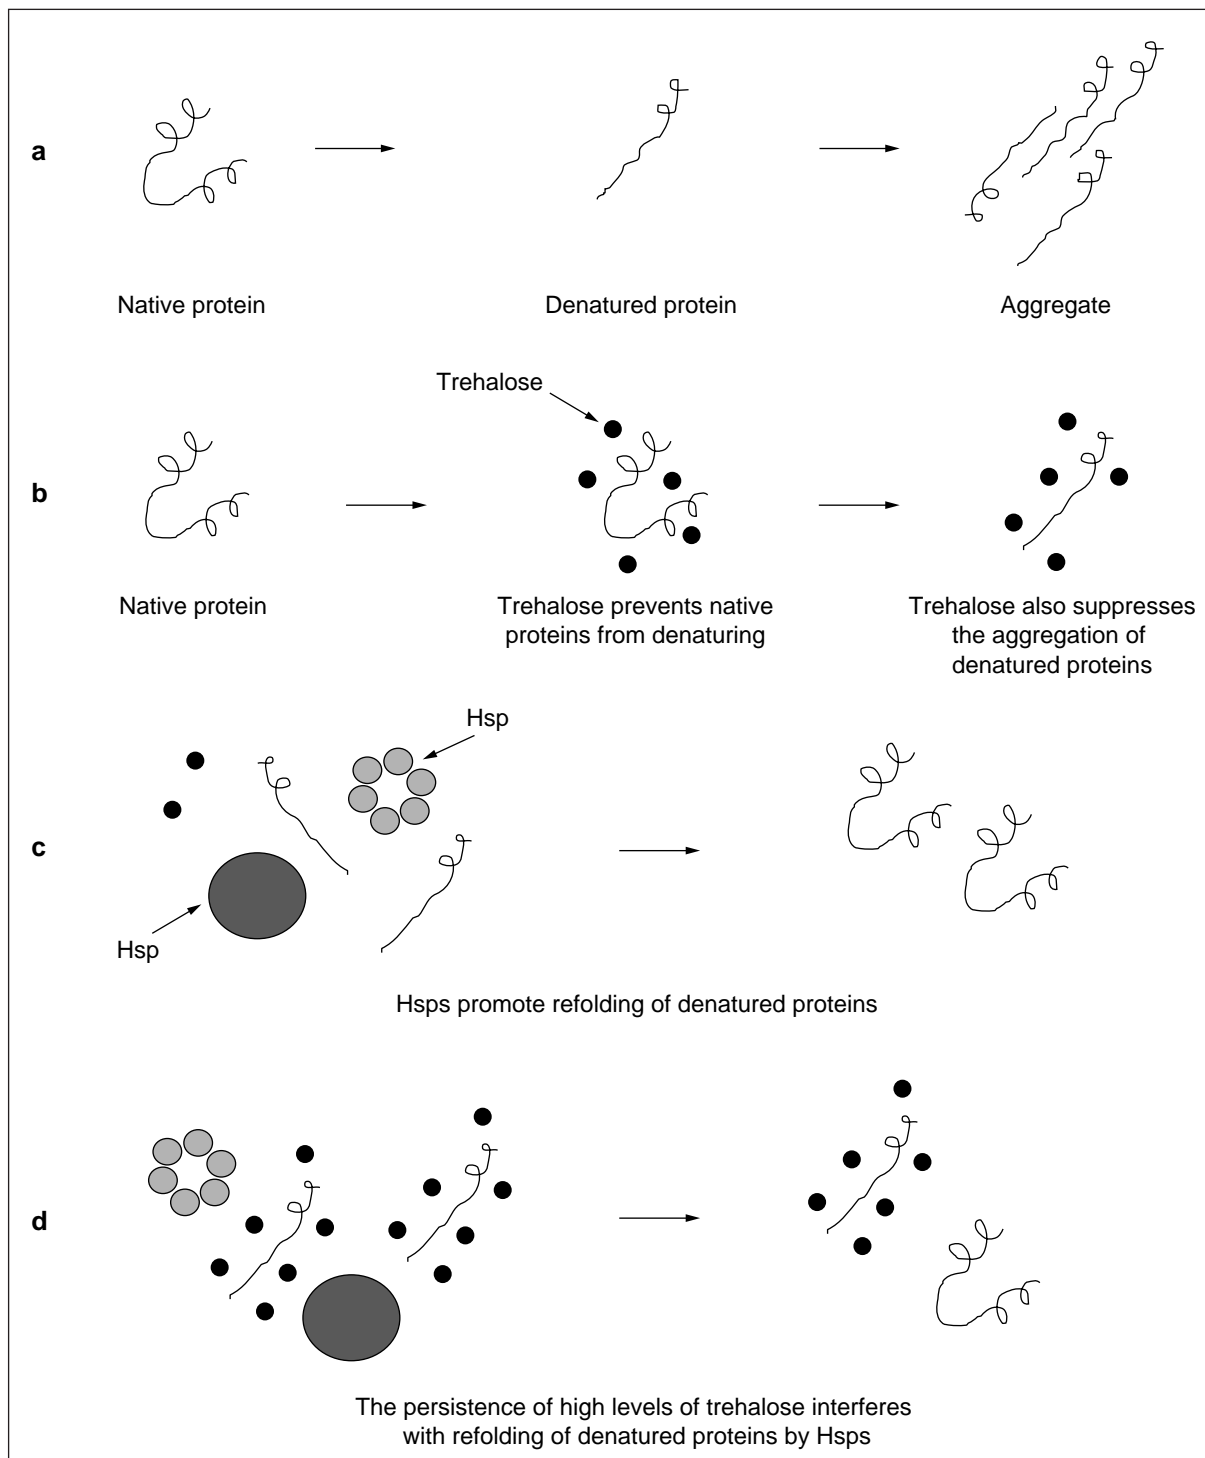 a
Native protein
Denatured protein
Aggregate
Trehalose
b
Native protein
Trehalose prevents native
proteins from denaturing
Trehalose also suppresses
the aggregation of
denatured proteins
Hsp
c
Hsp
Hsps promote refolding of denatured proteins
d
The persistence of high levels of trehalose interferes
with refolding of denatured proteins by Hsps